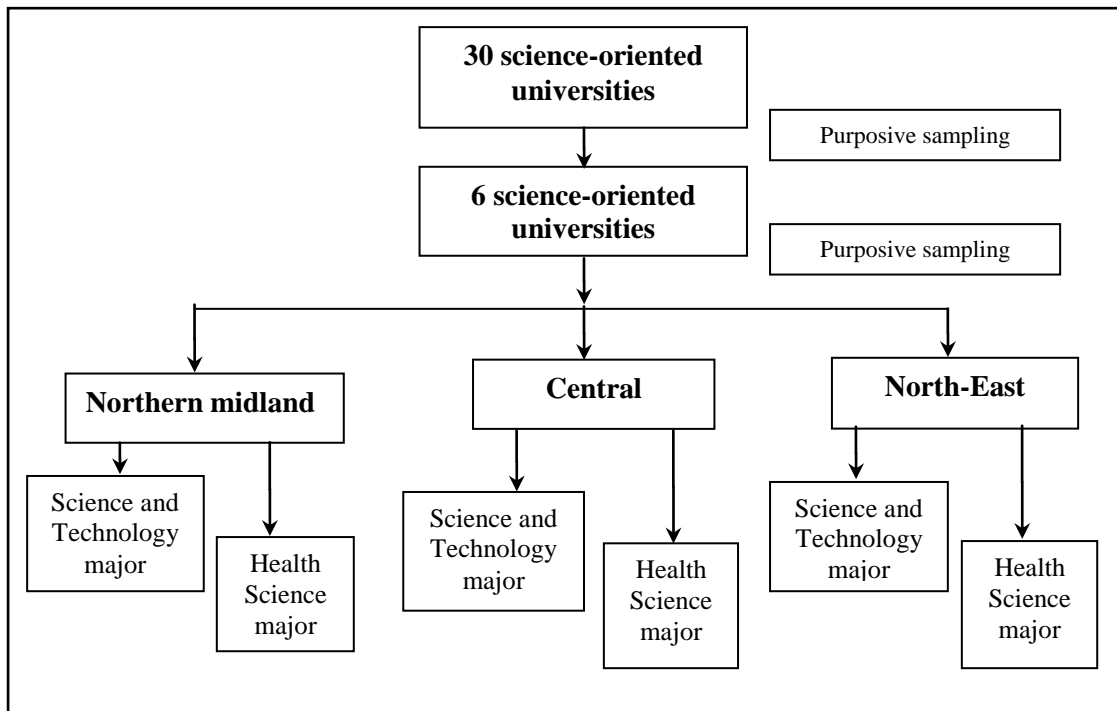 30 science-oriented
universities
Purposive sampling
6 science-oriented
universities
Purposive sampling
Northern midland
Central
North-East
Science and
Technology
major
Health
Science
major
Science and
Technology
major
Health
Science
major
Science and
Technology
major
Health
Science
major